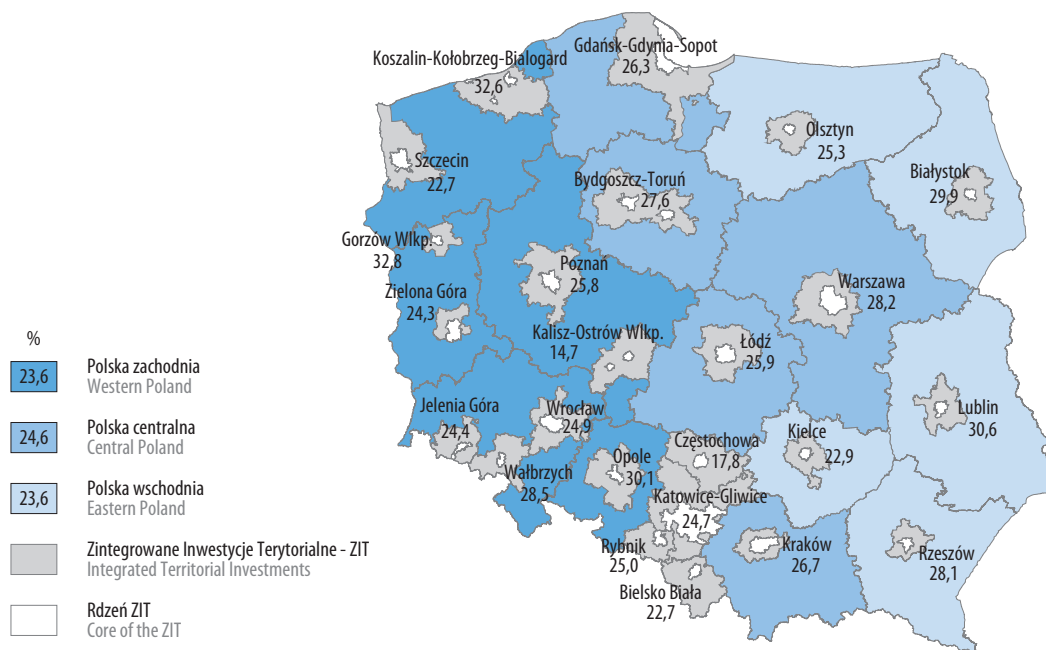 Gdańsk-Gdynia-Sopot
26,3
Koszalin-Kołobrzeg-Bialogard
32,6
Olsztyn
25,3
Szczecin
22,7
Białystok
29,9
Bydgoszcz-Toruń
27,6
Gorzów Wlkp.
32,8
Poznań
25,8
Warszawa
28,2
Zielona Góra
24,3
Kalisz-Ostrów Wlkp.
14,7
Łódź
25,9
Jelenia Góra
24,4
Wrocław
24,9
Lublin
30,6
Częstochowa
17,8
Kielce
22,9
Wałbrzych
28,5
Opole
30,1
Katowice-Gliwice
24,7
Rybnik
25,0
Kraków
26,7
Rzeszów
28,1
Bielsko Biała
22,7
%
23,6
Polska zachodnia
Western Poland
24,6
Polska centralna
Central Poland
23,6
Polska wschodnia
Eastern Poland
Zintegrowane Inwestycje Terytorialne - ZIT
Integrated Territorial Investments
Rdzeń ZIT
Core of the ZIT